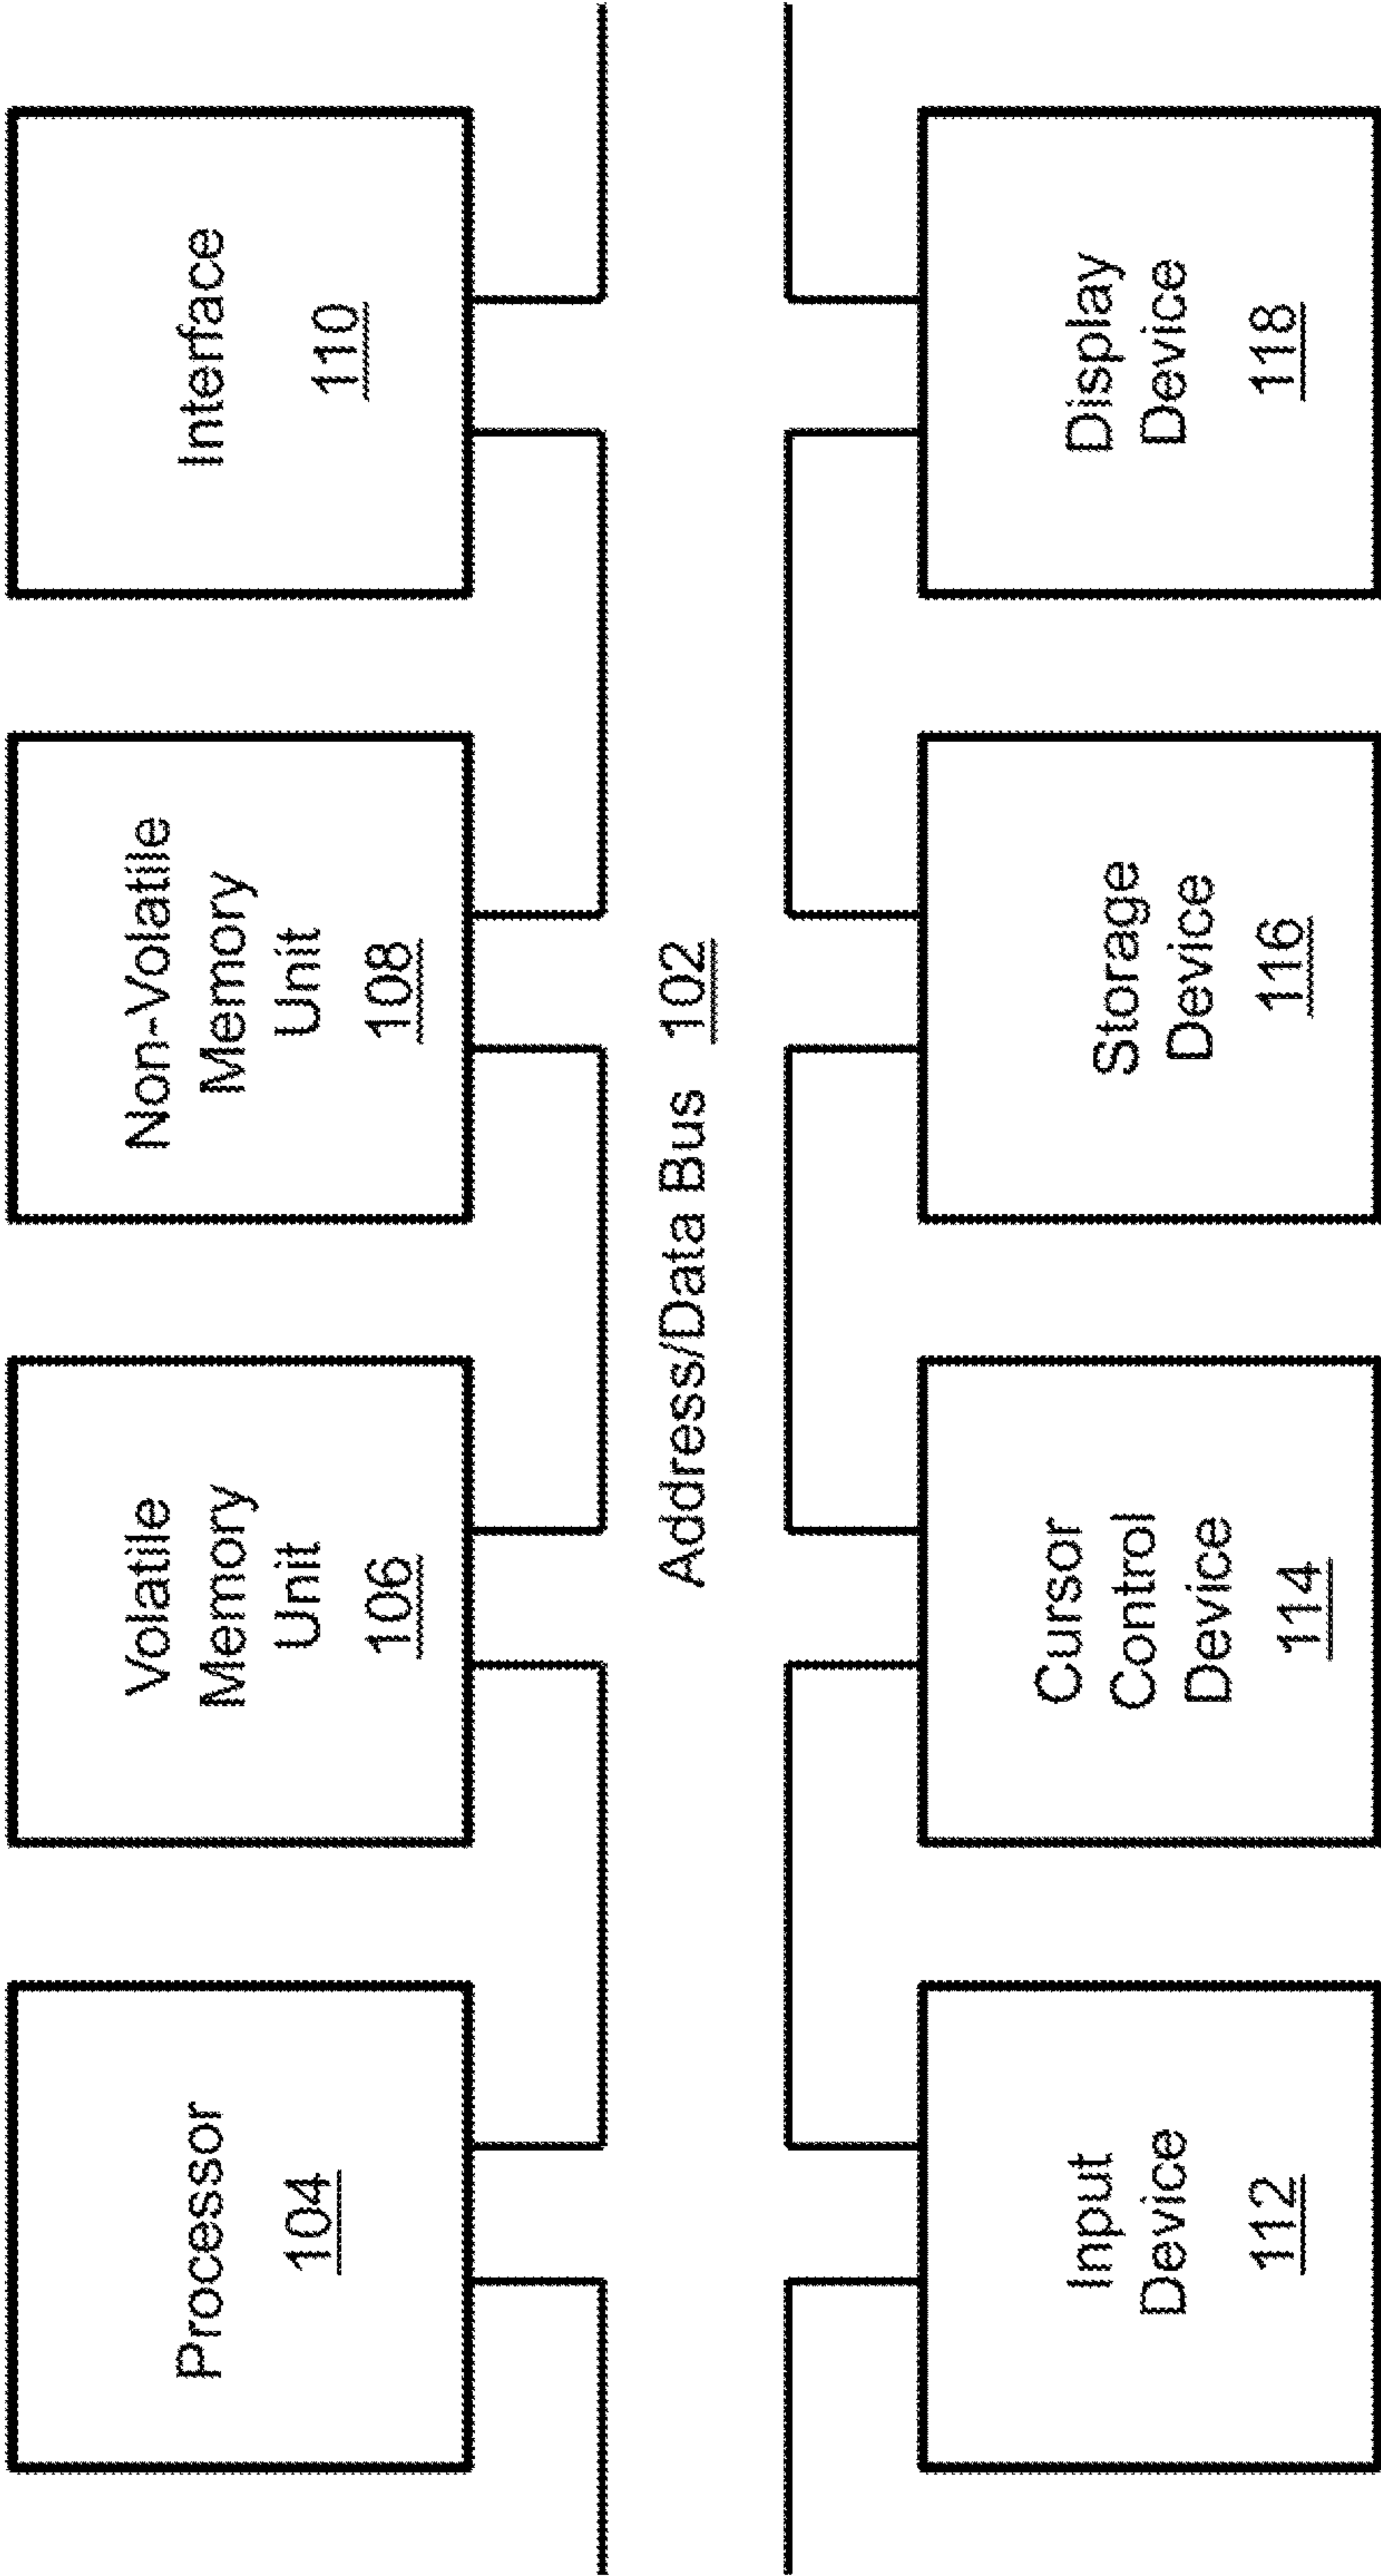 Processor
104
Volatile
Memory
Unit
106
Non-Volatile
Memory
Unit
108
Interface
110
Address/Data Bus 102
Input
Device
112
Cursor
Control
Device
114
Storage
Device
116
Display
Device
118